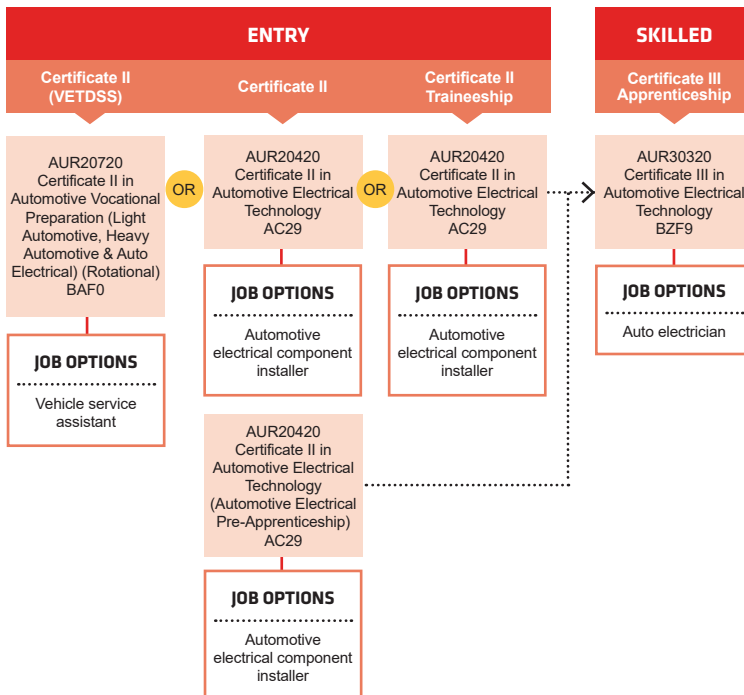 ENTRY
SKILLED
Certificate II
(VETDSS)
Certificate II
Certificate II
Traineeship
Certificate III
Apprenticeship
AUR20720
Certificate II in
Automotive Vocational
Preparation (Light
Automotive, Heavy
Automotive & Auto
Electrical) (Rotational)
BAF0
JOB OPTIONS
Vehicle service
assistant
OR
AUR20420
Certificate II in
Automotive Electrical
Technology
AC29
JOB OPTIONS
Automotive
electrical component
installer
OR
AUR20420
Certificate II in
Automotive Electrical
Technology
AC29
JOB OPTIONS
Automotive
electrical component
installer
AUR30320
Certificate III in
Automotive Electrical
Technology
BZF9
JOB OPTIONS
Auto electrician
AUR20420
Certificate II in
Automotive Electrical
Technology
(Automotive Electrical
Pre-Apprenticeship)
AC29
JOB OPTIONS
Automotive
electrical component
installer